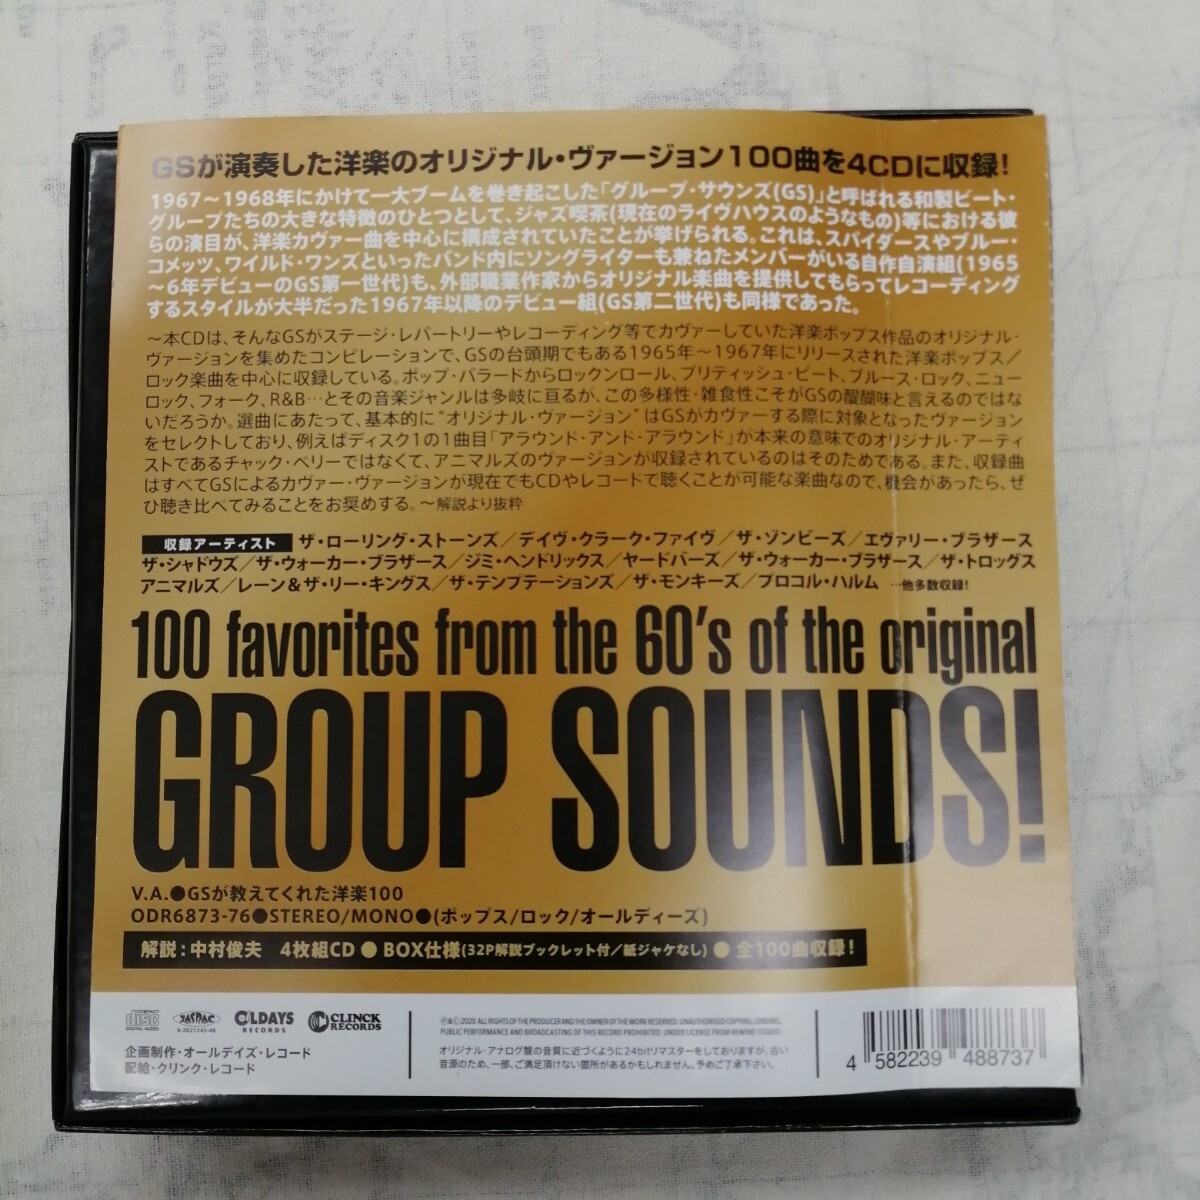 GSが演奏した洋楽のオリジナル・ヴァージョン100曲を4CDに収録!
1967～1968年にかけて一大ブームを巻き起こした「グループ・サウンズ(GS)」と呼ばれる和製ビート・
グループたちの大きな特徴のひとつとして、ジャズ喫茶(現在のライヴハウスのようなもの)等における彼
らの演目が、洋楽カヴァー曲を中心に構成されていたことが挙げられる。これは、スパイダースやブルー・
コメッツ、ワイルド・ワンズといったバンド内にソングライターも兼ねたメンバーがいる自作自演組(1965
～6年デビューのGS第一世代)も、外部職業作家からオリジナル楽曲を提供してもらってレコーディング
するスタイルが大半だった1967年以降のデビュー組(GS第二世代)も同様であった。
～本CDは、そんなGSがステージ・レパートリーやレコーディング等でカヴァーしていた洋楽ポップス作品のオリジナル・
ヴァージョンを集めたコンピレーションで、GSの台頭期でもある1965年～1967年にリリースされた洋楽ポップス／
ロック楽曲を中心に収録している。ポップ・バラードからロックンロール、ブリティッシュ・ビート、ブルース・ロック、ニュー
ロック、フォーク、R&B…とその音楽ジャンルは多岐に亘るが、この多様性・雑食性こそがGSの醍醐味と言えるのではな
いだろうか。選曲にあたって、基本的に"オリジナル・ヴァージョン"はGSがカヴァーする際に対象となったヴァージョン
をセレクトしており、例えばディスク1の1曲目「アラウンド・アンド・アラウンド」が本来の意味でのオリジナル・アーティ
ストであるチャック・ベリーではなくて、アニマルズのヴァージョンが収録されているのはそのためである。また、収録曲
はすべてGSによるカヴァー・ヴァージョンが現在でもCDやレコードで聴くことが可能な楽曲なので、機会があったら、ぜ
ひ聴き比べてみることをお奨めする。～解説より抜粋
収録アーティスト ザ・ローリング・ストーンズ／デイヴ・クラーク・ファイヴ／ザ・ゾンビーズ／エヴァリー・ブラザース
ザ・シャドウズ／ザ・ウォーカー・ブラザース／ジミ・ヘンドリックス／ヤードバーズ／ザ・ウォーカー・ブラザース／ザ・トロッグス
アニマルズ／レーン＆ザ・リー・キングス／ザ・テンプテーションズ／ザ・モンキーズ／プロコル・ハルム …他多数収録!
100 favorites from the 60's of the original
GROUP SOUNDS!
V.A.●GSが教えてくれた洋楽100
ODR6873-76●STEREO/MONO●(ポップス/ロック/オールディーズ)
解説：中村俊夫 4枚組CD ● BOX仕様(32P解説ブックレット付／紙ジャケなし) ● 全100曲収録!
COMPACT disc DIGITAL AUDIO
JASRAC
R-2021245-48
OLDAYS RECORDS
CLINCK RECORDS
企画制作・オールデイズ・レコード
配給・クリンク・レコード
℗&© 2020 ALL RIGHTS OF THE PRODUCER AND THE OWNER OF THE WORK RESERVED. UNAUTHORISED COPYING, LENDING,
PUBLIC PERFORMANCE AND BROADCASTING OF THIS RECORD PROHIBITED. UNDER LICENSE FROM REWIND STUDIO.
オリジナル・アナログ盤の音質に近づくように24bitリマスターをしておりますが、古い
音源のため、一部、ご満足頂けない箇所があるかもしれません。予めご了承下さい。
4 582239 488737